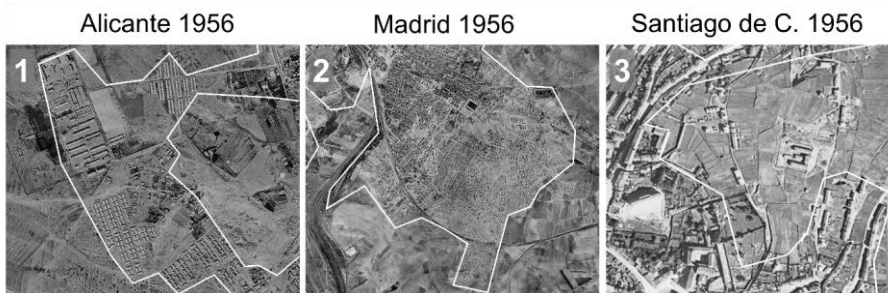 Alicante 1956
Madrid 1956
Santiago de C. 1956
1
2
3